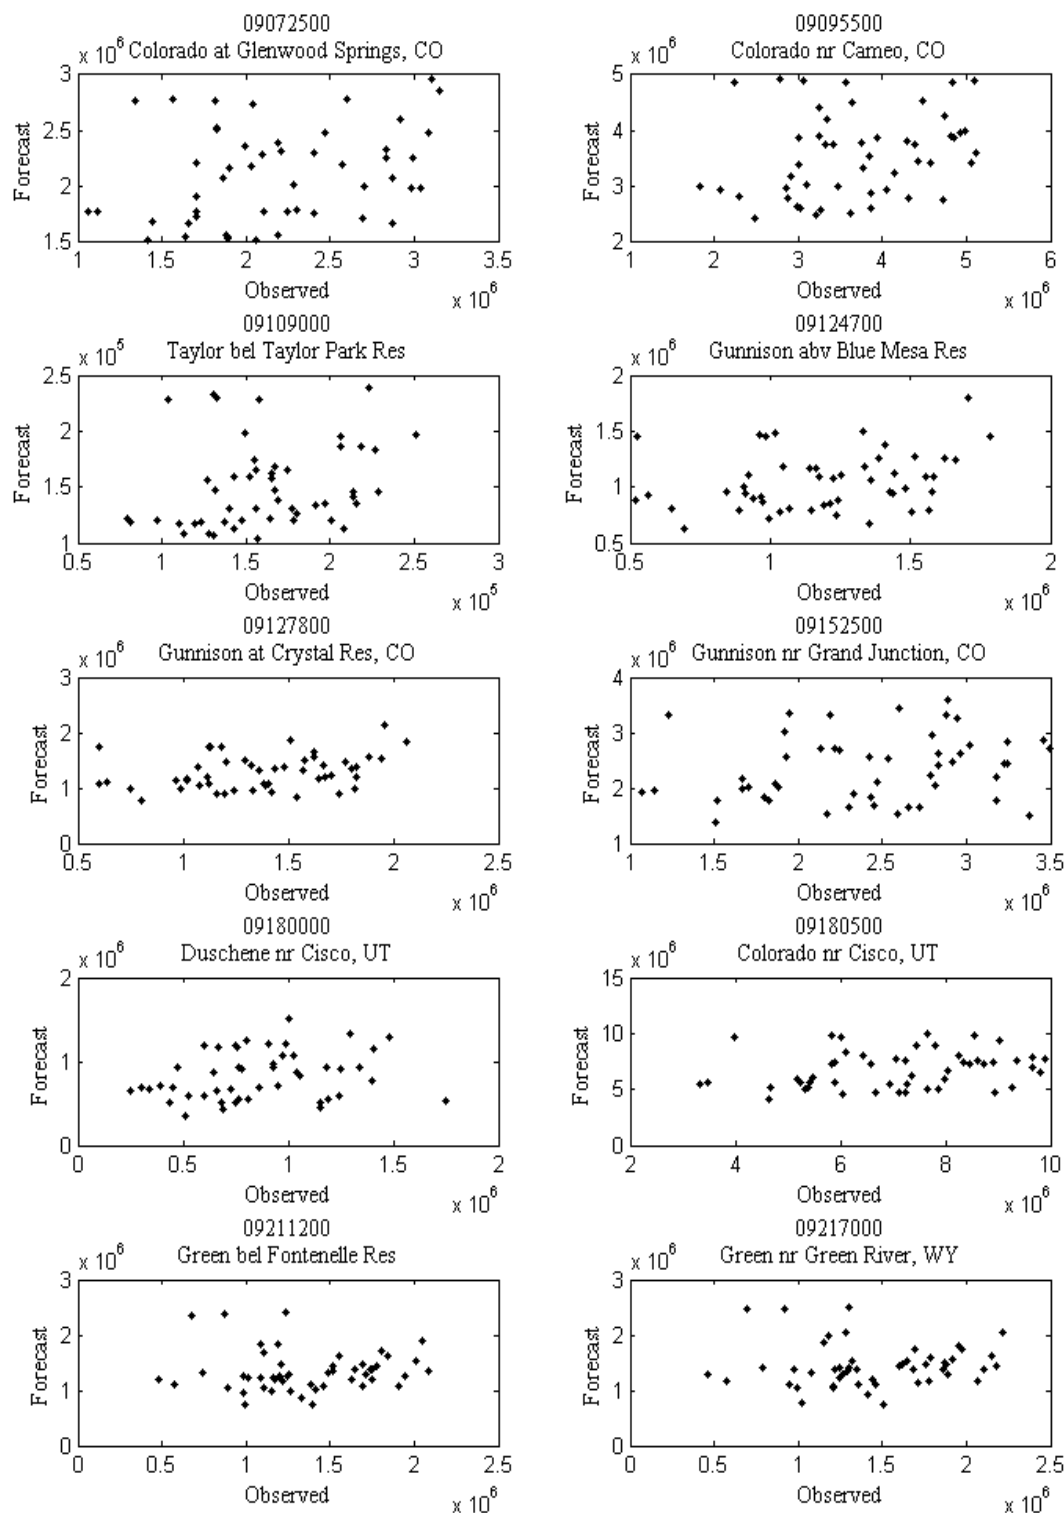 09072500
Colorado at Glenwood Springs, CO
x 10^6
3
2.5
2
1.5
Forecast
1 1.5 2 2.5 3 3.5
Observed
x 10^6
09095500
Colorado nr Cameo, CO
x 10^6
5
4
3
2
Forecast
1 2 3 4 5 6
Observed
x 10^6
09109000
Taylor bel Taylor Park Res
x 10^5
2.5
2
1.5
1
Forecast
0.5 1 1.5 2 2.5 3
Observed
x 10^5
09124700
Gunnison abv Blue Mesa Res
x 10^6
2
1.5
1
0.5
Forecast
0.5 1 1.5 2
Observed
x 10^6
09127800
Gunnison at Crystal Res, CO
x 10^6
3
2
1
0
Forecast
0.5 1 1.5 2 2.5
Observed
x 10^6
09152500
Gunnison nr Grand Junction, CO
x 10^6
4
3
2
1
Forecast
1 1.5 2 2.5 3 3.5
Observed
x 10^6
09180000
Duschene nr Cisco, UT
x 10^6
2
1
0
Forecast
0 0.5 1 1.5 2
Observed
x 10^6
09180500
Colorado nr Cisco, UT
x 10^6
15
10
5
0
Forecast
2 4 6 8 10
Observed
x 10^6
09211200
Green bel Fontenelle Res
x 10^6
3
2
1
0
Forecast
0 0.5 1 1.5 2 2.5
Observed
x 10^6
09217000
Green nr Green River, WY
x 10^6
3
2
1
0
Forecast
0 0.5 1 1.5 2 2.5
Observed
x 10^6